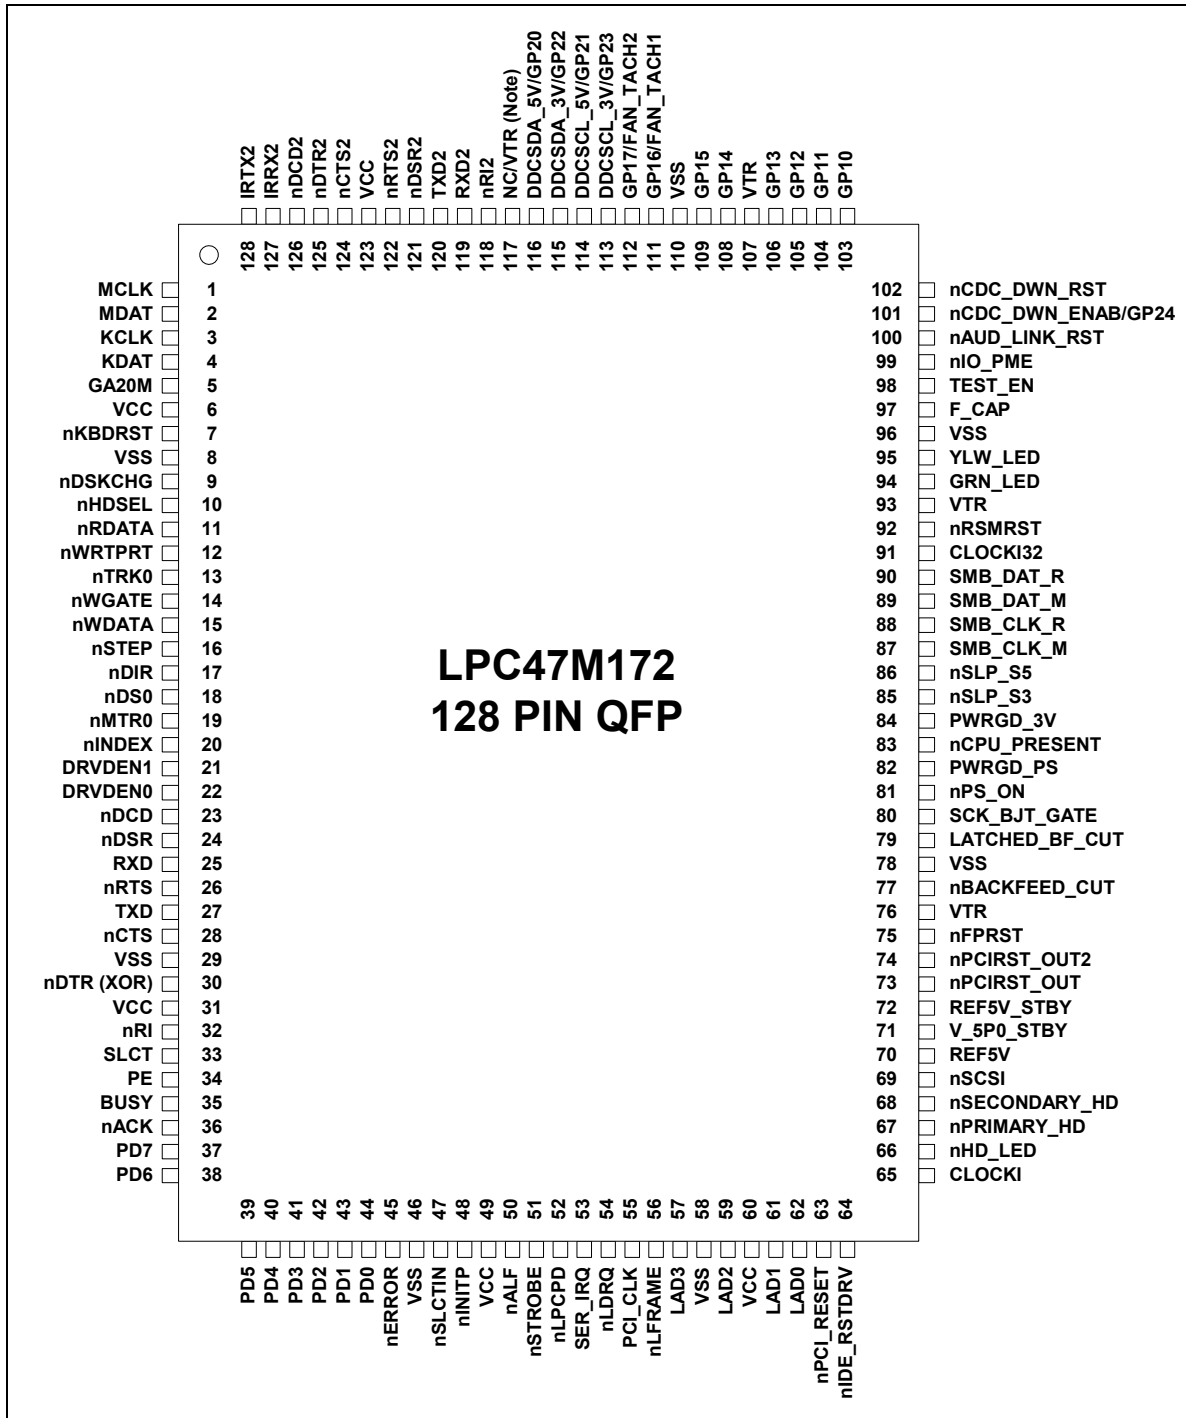 IRTX2
IRRX2
nDCD2
nDTR2
nCTS2
VCC
nRTS2
nDSR2
TXD2
RXD2
nRI2
NC/VTR (Note)
DDCSDA_5V/GP20
DDCSDA_3V/GP22
DDCSCL_5V/GP21
DDCSCL_3V/GP23
GP17/FAN_TACH2
GP16/FAN_TACH1
VSS
GP15
GP14
VTR
GP13
GP12
GP11
GP10
128
127
126
125
124
123
122
121
120
119
118
117
116
115
114
113
112
111
110
109
108
107
106
105
104
103
MCLK 1
MDAT 2
KCLK 3
KDAT 4
GA20M 5
VCC 6
nKBDRST 7
VSS 8
nDSKCHG 9
nHDSEL 10
nRDATA 11
nWRTPRT 12
nTRK0 13
nWGATE 14
nWDATA 15
nSTEP 16
nDIR 17
nDS0 18
nMTR0 19
nINDEX 20
DRVDEN1 21
DRVDEN0 22
nDCD 23
nDSR 24
RXD 25
nRTS 26
TXD 27
nCTS 28
VSS 29
nDTR (XOR) 30
VCC 31
nRI 32
SLCT 33
PE 34
BUSY 35
nACK 36
PD7 37
PD6 38
LPC47M172
128 PIN QFP
102 nCDC_DWN_RST
101 nCDC_DWN_ENAB/GP24
100 nAUD_LINK_RST
99 nIO_PME
98 TEST_EN
97 F_CAP
96 VSS
95 YLW_LED
94 GRN_LED
93 VTR
92 nRSMRST
91 CLOCKI32
90 SMB_DAT_R
89 SMB_DAT_M
88 SMB_CLK_R
87 SMB_CLK_M
86 nSLP_S5
85 nSLP_S3
84 PWRGD_3V
83 nCPU_PRESENT
82 PWRGD_PS
81 nPS_ON
80 SCK_BJT_GATE
79 LATCHED_BF_CUT
78 VSS
77 nBACKFEED_CUT
76 VTR
75 nFPRST
74 nPCIRST_OUT2
73 nPCIRST_OUT
72 REF5V_STBY
71 V_5P0_STBY
70 REF5V
69 nSCSI
68 nSECONDARY_HD
67 nPRIMARY_HD
66 nHD_LED
65 CLOCKI
39
40
41
42
43
44
45
46
47
48
49
50
51
52
53
54
55
56
57
58
59
60
61
62
63
64
PD5
PD4
PD3
PD2
PD1
PD0
nERROR
VSS
nSLCTIN
nINITP
VCC
nALF
nSTROBE
nLPCPD
SER_IRQ
nLDRQ
PCI_CLK
nLFRAME
LAD3
VSS
LAD2
VCC
LAD1
LAD0
nPCI_RESET
nIDE_RSTDRV